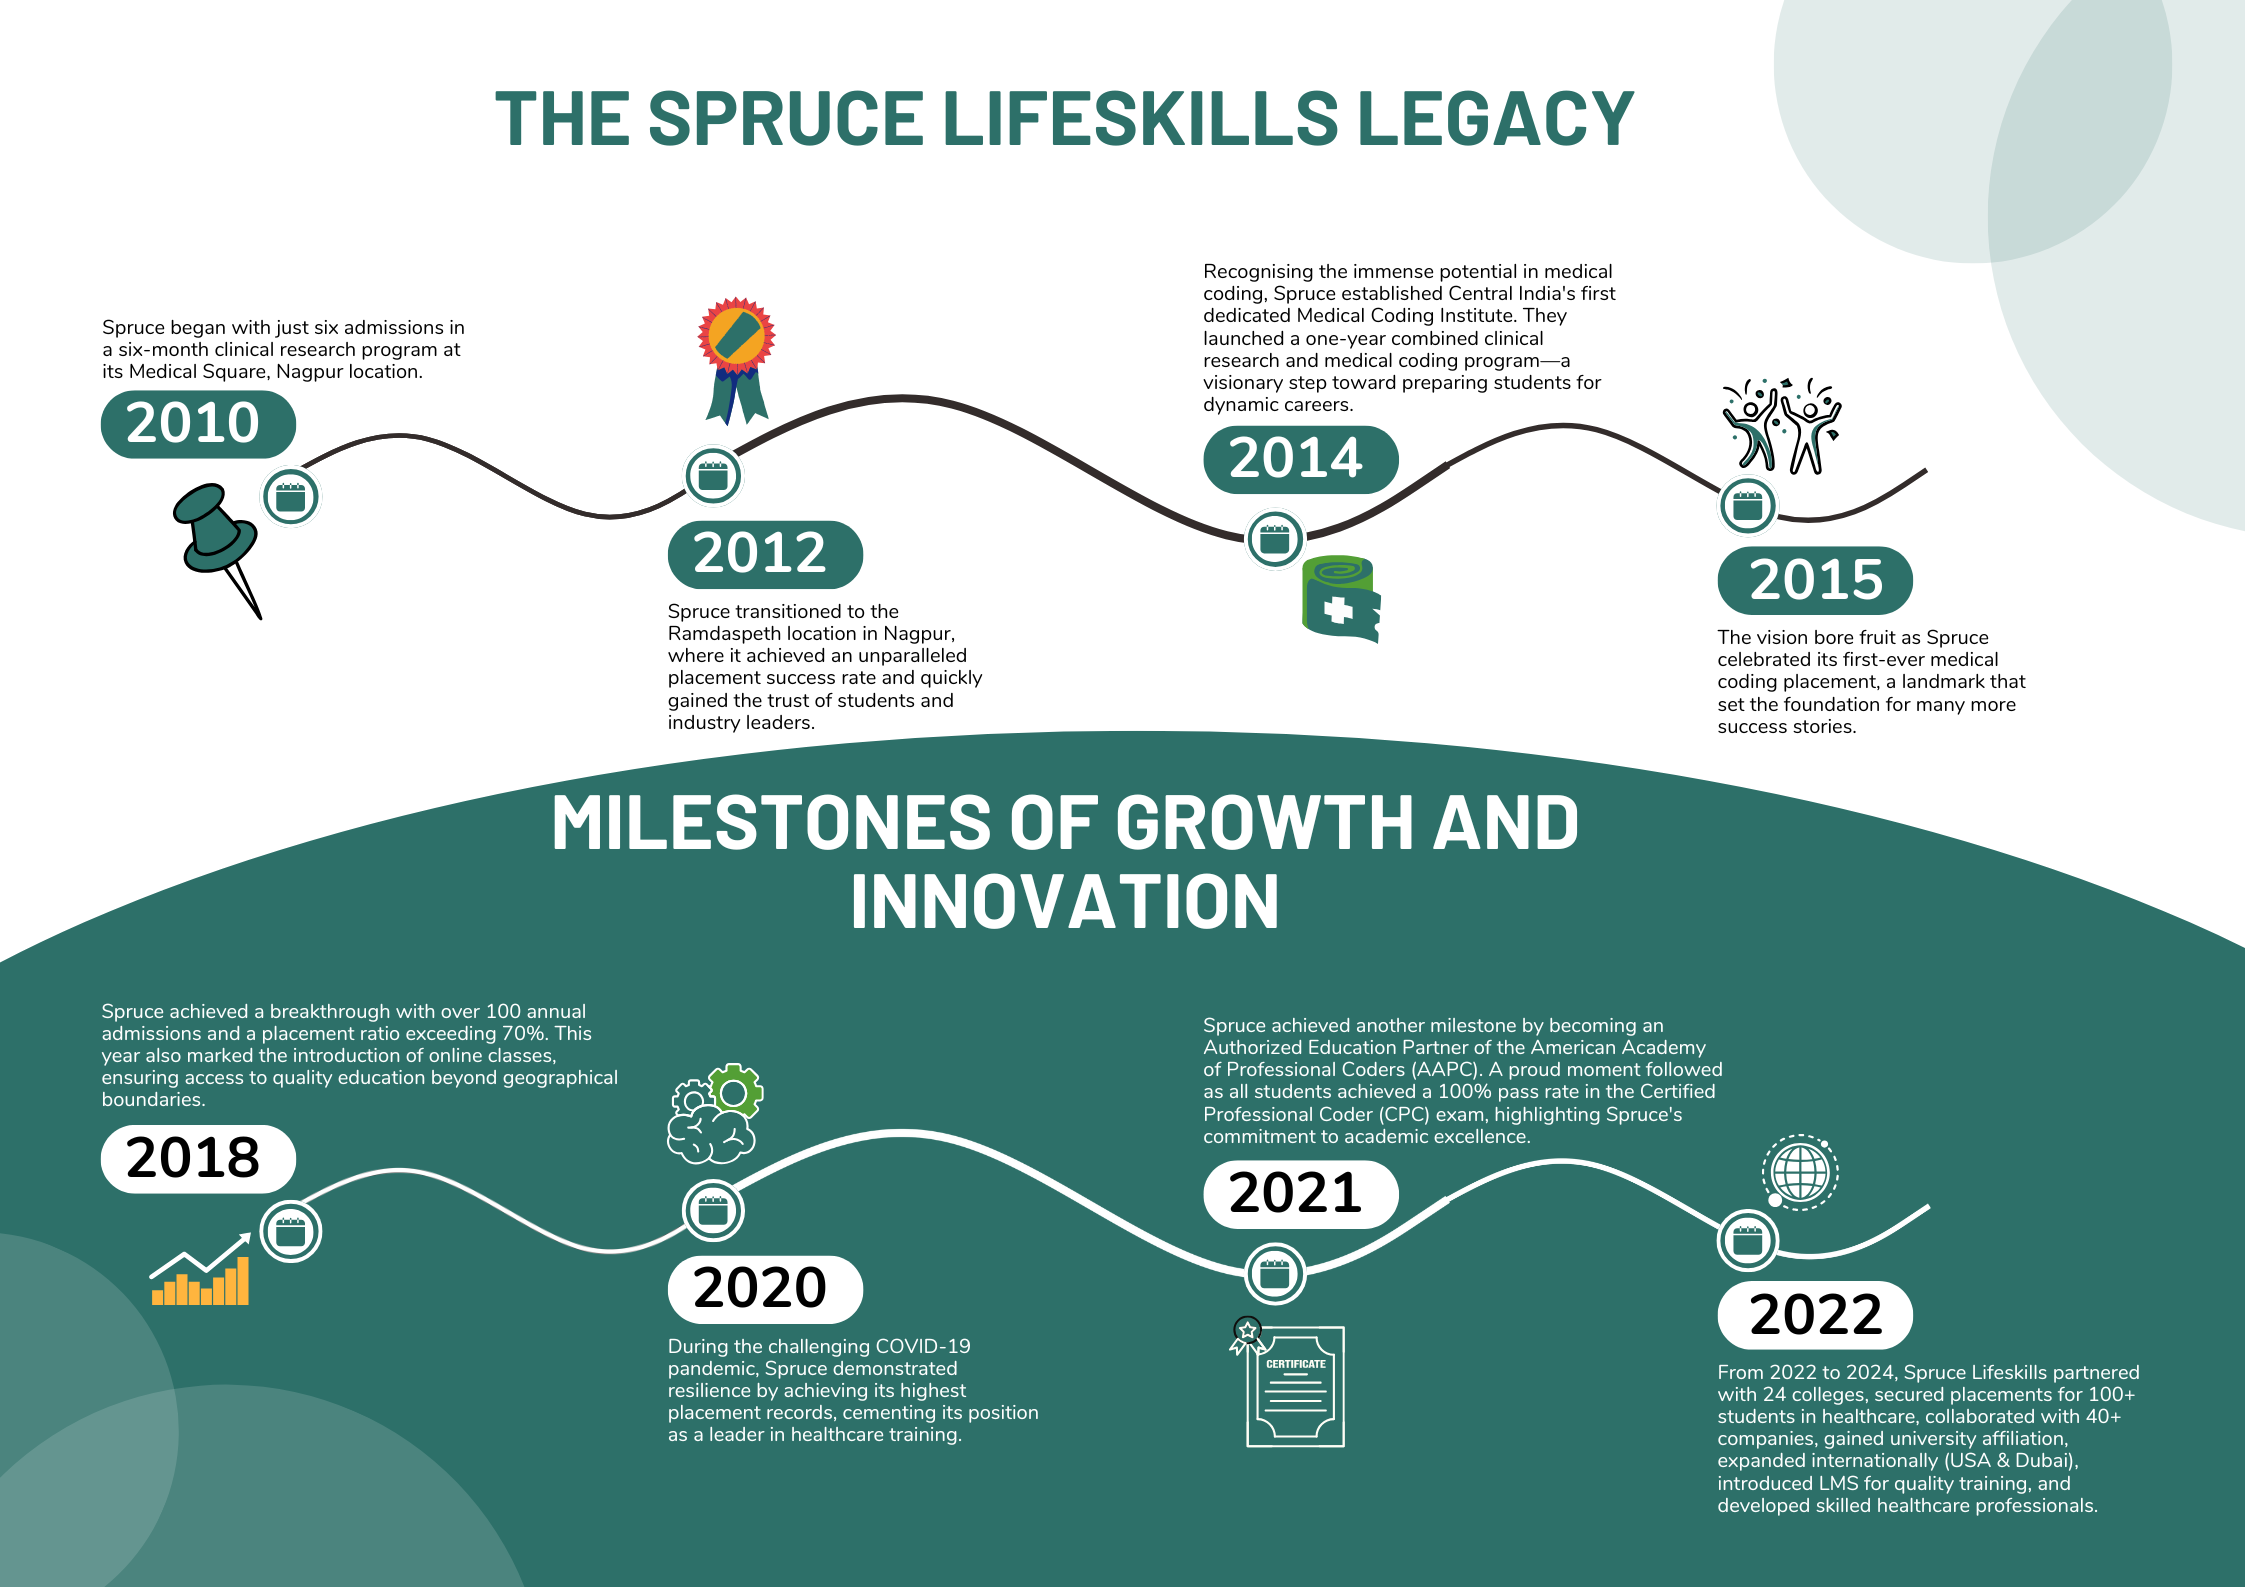 THE SPRUCE LIFESKILLS LEGACY
Spruce began with just six admissions in
a six-month clinical research program at
its Medical Square, Nagpur location.
2010
2012
Spruce transitioned to the
Ramdaspeth location in Nagpur,
where it achieved an unparalleled
placement success rate and quickly
gained the trust of students and
industry leaders.
Recognising the immense potential in medical
coding, Spruce established Central India's first
dedicated Medical Coding Institute. They
launched a one-year combined clinical
research and medical coding program—a
visionary step toward preparing students for
dynamic careers.
2014
2015
The vision bore fruit as Spruce
celebrated its first-ever medical
coding placement, a landmark that
set the foundation for many more
success stories.
MILESTONES OF GROWTH AND
INNOVATION
Spruce achieved a breakthrough with over 100 annual
admissions and a placement ratio exceeding 70%. This
year also marked the introduction of online classes,
ensuring access to quality education beyond geographical
boundaries.
2018
2020
During the challenging COVID-19
pandemic, Spruce demonstrated
resilience by achieving its highest
placement records, cementing its position
as a leader in healthcare training.
Spruce achieved another milestone by becoming an
Authorized Education Partner of the American Academy
of Professional Coders (AAPC). A proud moment followed
as all students achieved a 100% pass rate in the Certified
Professional Coder (CPC) exam, highlighting Spruce's
commitment to academic excellence.
2021
CERTIFICATE
2022
From 2022 to 2024, Spruce Lifeskills partnered
with 24 colleges, secured placements for 100+
students in healthcare, collaborated with 40+
companies, gained university affiliation,
expanded internationally (USA & Dubai),
introduced LMS for quality training, and
developed skilled healthcare professionals.